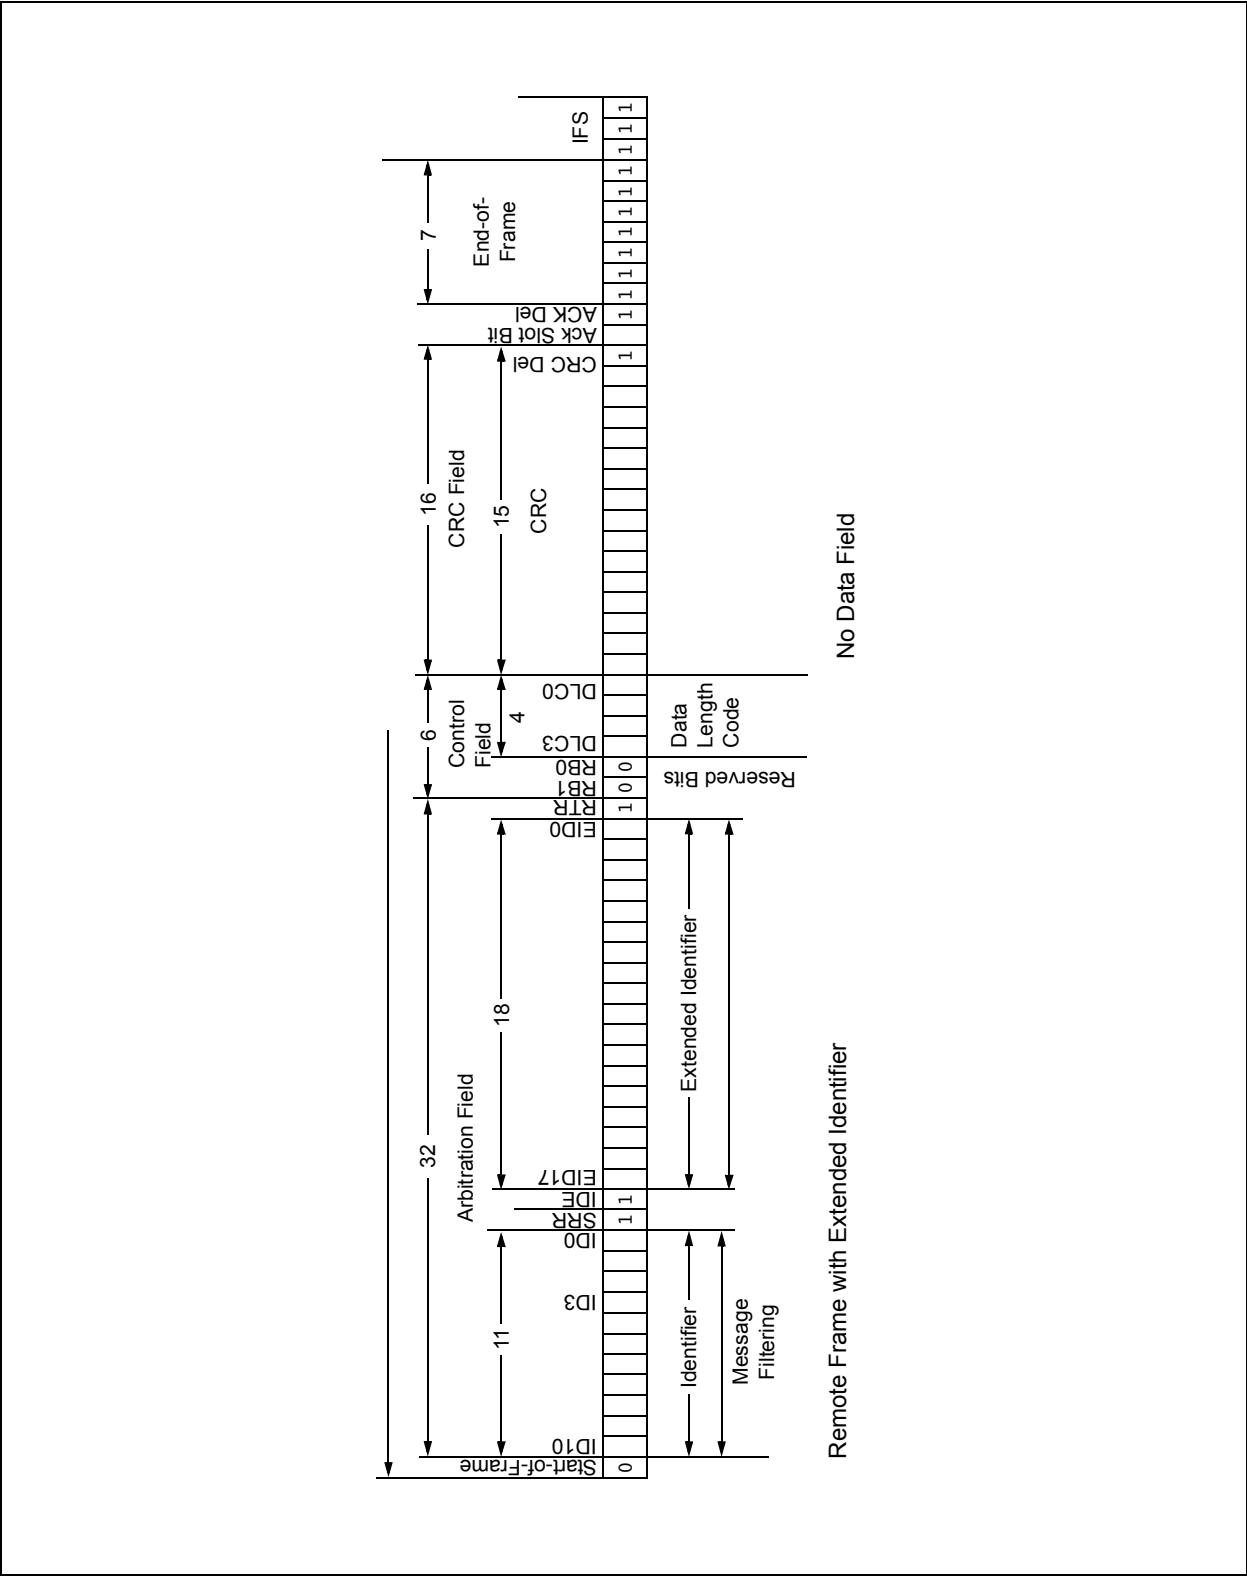 32
Arbitration Field
6
Control
Field
16
CRC Field
7
End-of-
Frame
IFS
11
18
4
15
CRC
Start-of-Frame
ID10
ID3
ID0
SRR
IDE
EID17
EID0
RTR
RB1
RB0
DLC3
DLC0
CRC Del
Ack Slot Bit
ACK Del
0
1
1
1
0
0
1
1
1
1
1
1
1
1
1
1
1
1
Identifier
Extended Identifier
Message
Filtering
Reserved Bits
Data
Length
Code
Remote Frame with Extended Identifier
No Data Field